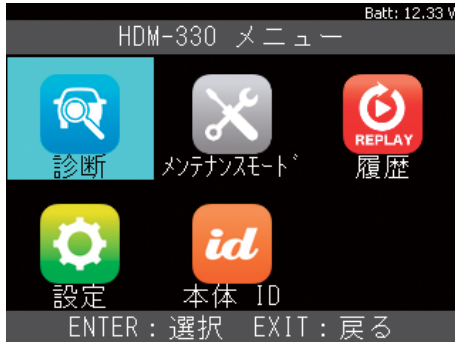 Batt: 12.33 V
HDM-330 メニュー
REPLAY
診断 ﾒﾝﾃﾅﾝｽﾓｰﾄﾞ 履歴
id
設定 本体 ID
ENTER：選択 EXIT：戻る